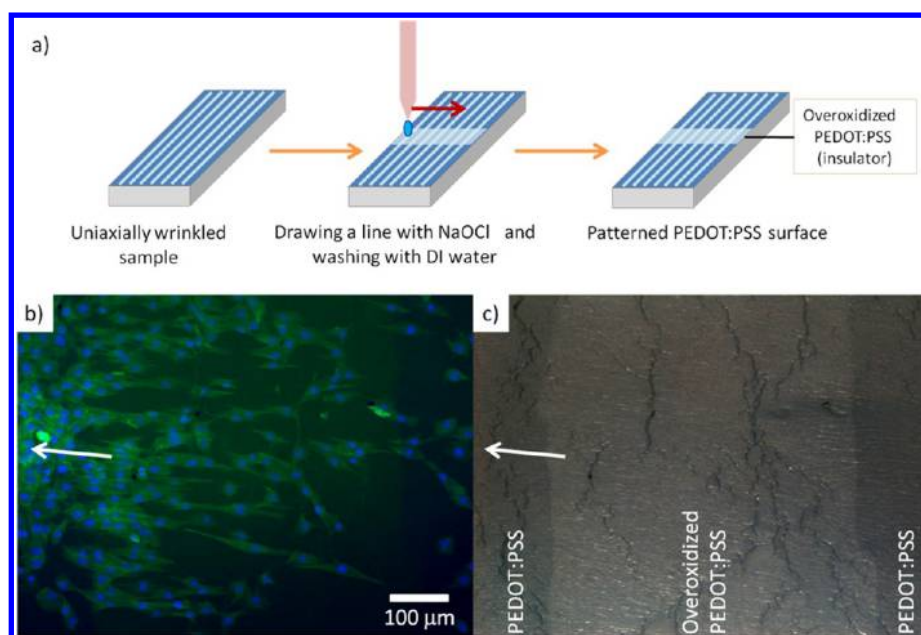 a)
Overoxidized
PEDOT:PSS
(insulator)
Uniaxially wrinkled
sample
Drawing a line with NaOCl and
washing with DI water
Patterned PEDOT:PSS surface
b)
100 µm
c)
PEDOT:PSS
Overoxidized
PEDOT:PSS
PEDOT:PSS